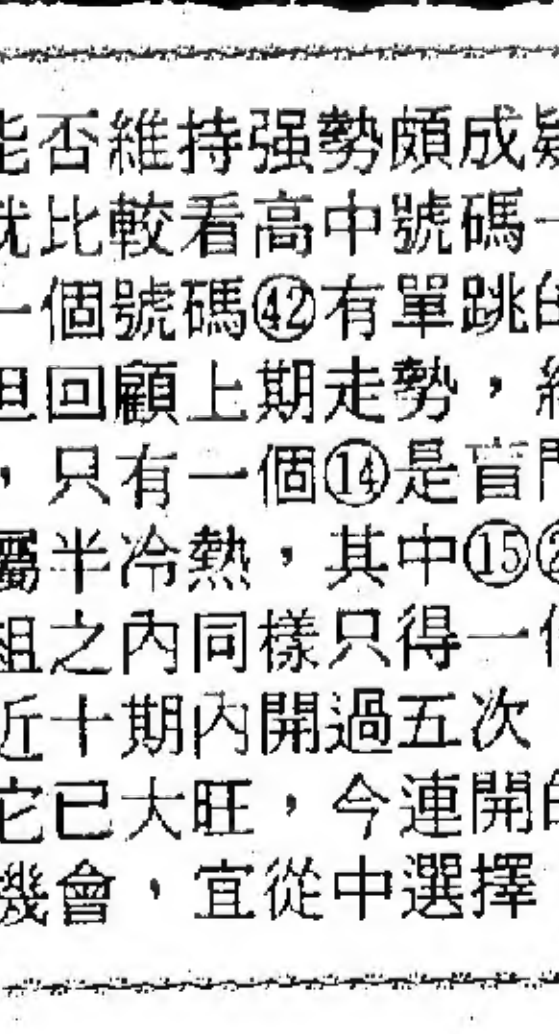 能否維持强勢頗成疑
就比較看高中號碼一
一個號碼㊷有單跳的
但回顧上期走勢，
，只有一個⑭是盲門
屬半冷熱，其中⑮
組之內同樣只得一個
近十期內開過五次
它已大旺，今連開的
機會，宜從中選擇